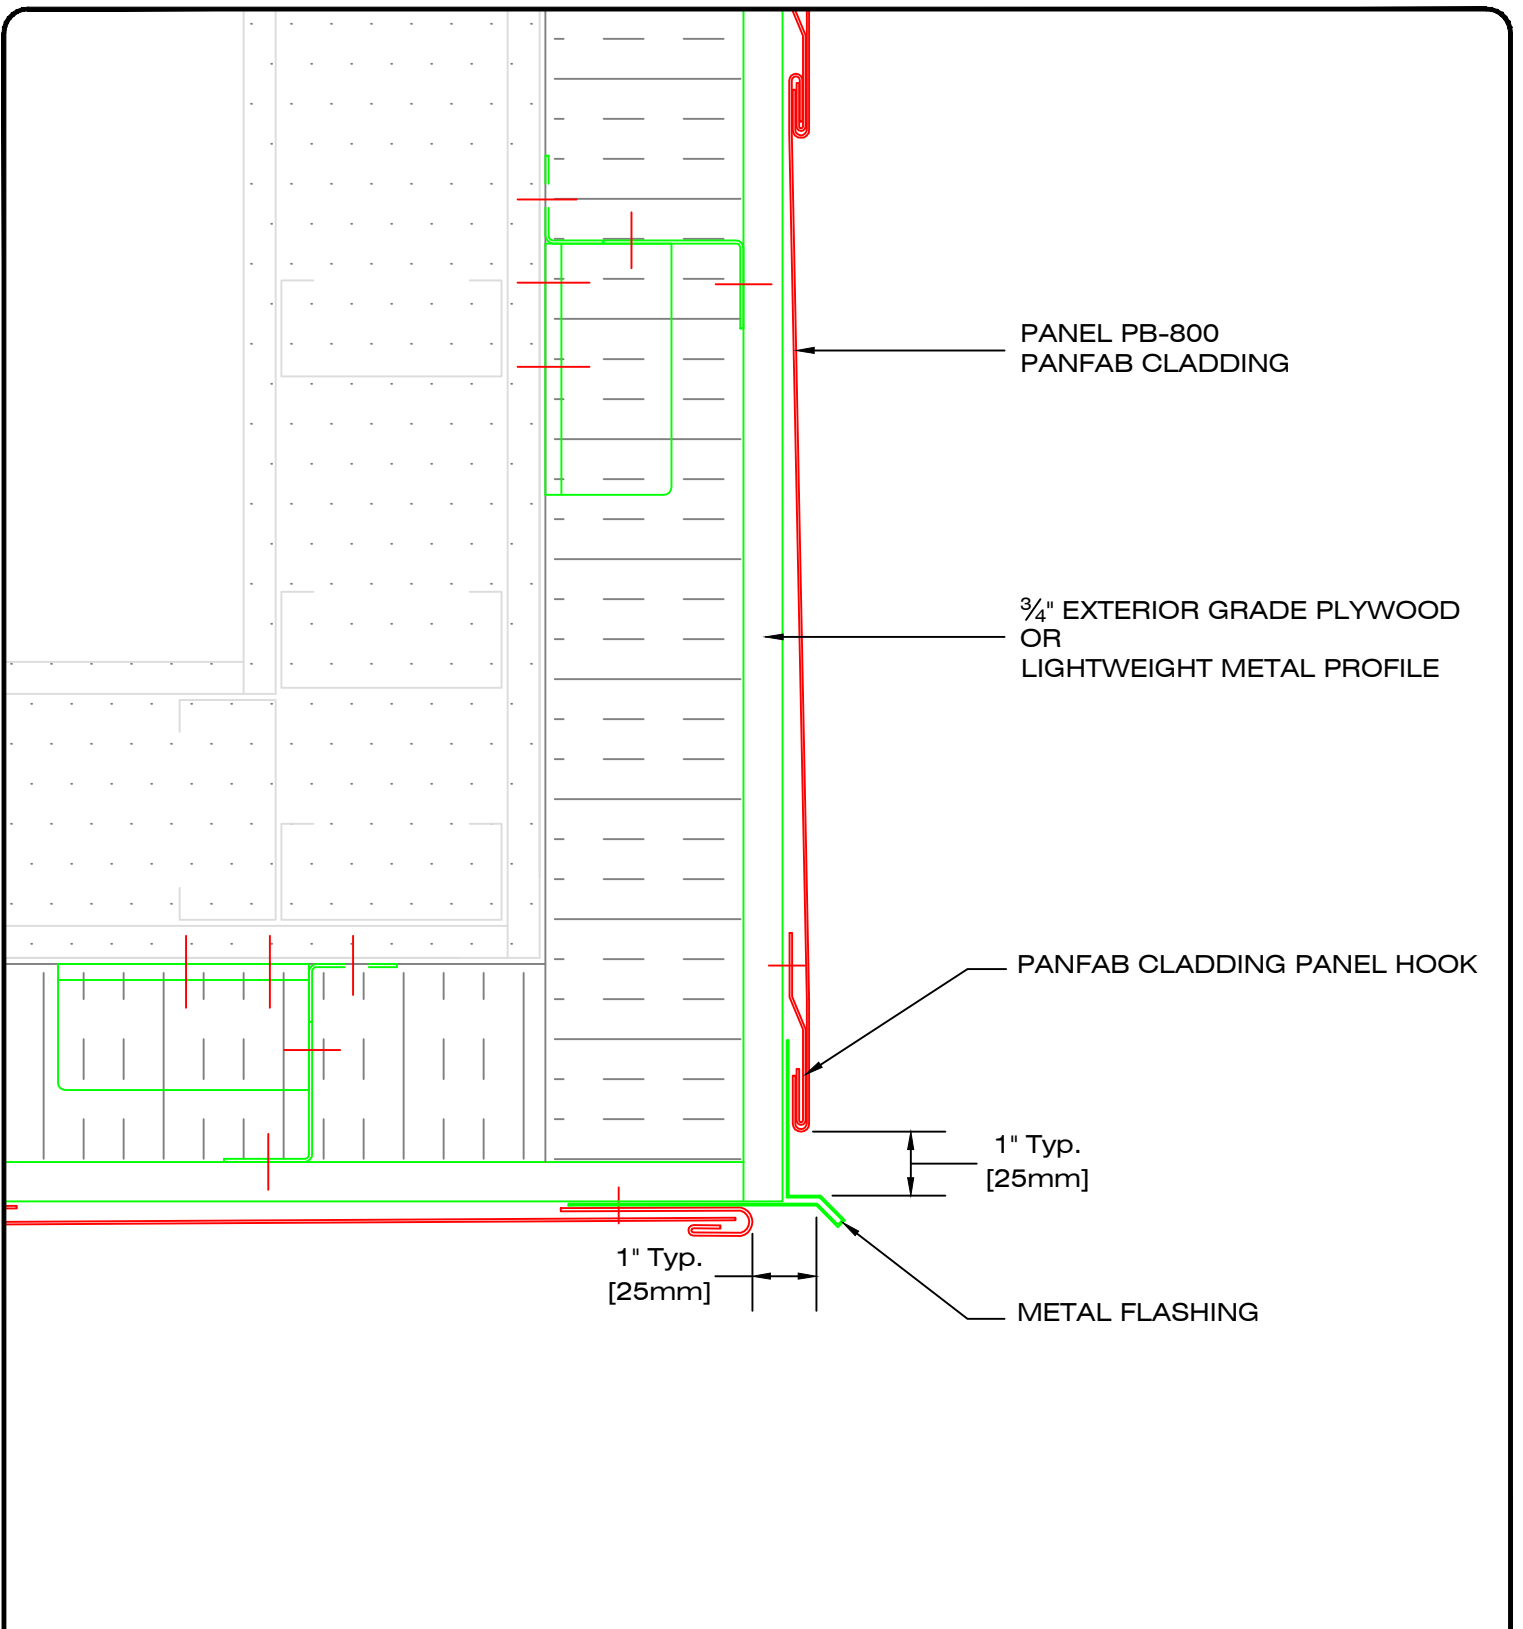 PANEL PB-800
PANFAB CLADDING
¾" EXTERIOR GRADE PLYWOOD
OR
LIGHTWEIGHT METAL PROFILE
PANFAB CLADDING PANEL HOOK
1" Typ.
[25mm]
1" Typ.
[25mm]
METAL FLASHING